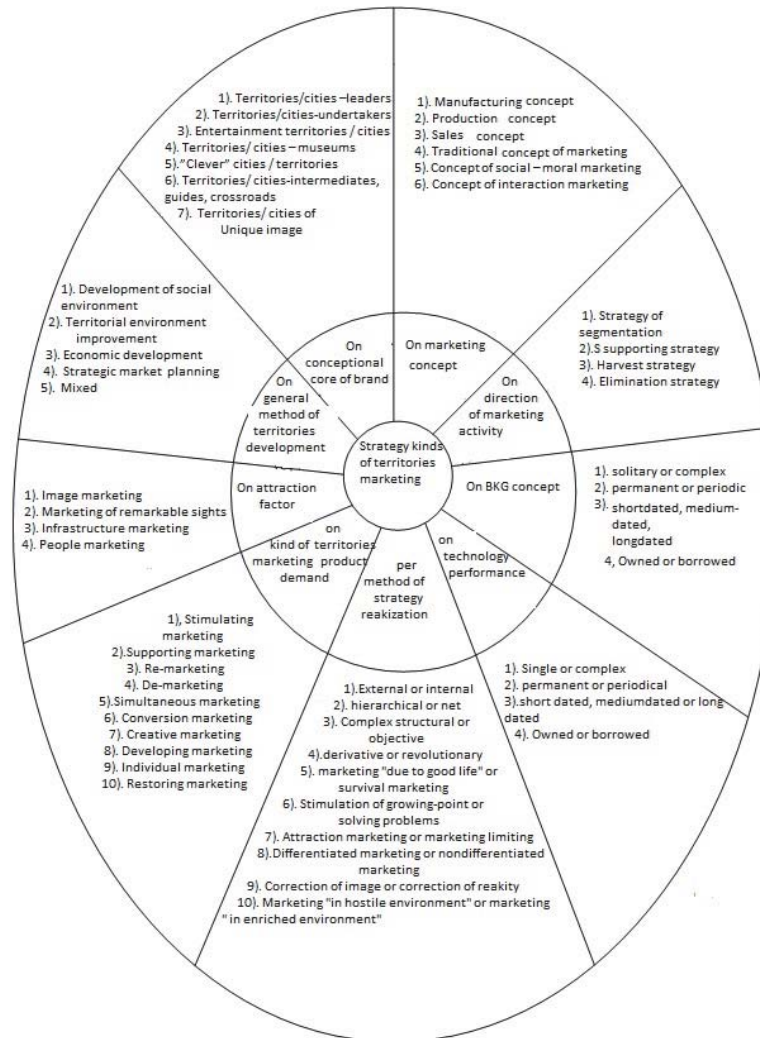 1). Territories/cities –leaders
2). Territories/cities-undertakers
3). Entertainment territories / cities
4). Territories/ cities – museums
5).”Clever” cities / territories
6). Territories/ cities-intermediates,
guides, crossroads
7). Territories/ cities of
Unique image
1). Manufacturing concept
2). Production concept
3). Sales concept
4). Traditional concept of marketing
5). Concept of social – moral marketing
6). Concept of interaction marketing
1). Development of social
environment
2). Territorial environment
improvement
3). Economic development
4). Strategic market planning
5). Mixed
1). Strategy of
segmentation
2).S supporting strategy
3). Harvest strategy
4). Elimination strategy
On
conceptional
core of brand
On marketing
concept
On
general
method of
territories
development
On
direction
of marketing
activity
Strategy kinds
of territories
marketing
On attraction
factor
On BKG concept
on
kind of territories
marketing product
demand
per
method of
strategy
reakization
on
technology
performance
1). Image marketing
2). Marketing of remarkable sights
3). Infrastructure marketing
4). People marketing
1). solitary or complex
2). permanent or periodic
3). shortdated, medium-
dated,
longdated
4, Owned or borrowed
1), Stimulating
marketing
2).Supporting marketing
3). Re-marketing
4). De-marketing
5).Simultaneous marketing
6). Conversion marketing
7). Creative marketing
8). Developing marketing
9). Individual marketing
10). Restoring marketing
1).External or internal
2). hierarchical or net
3). Complex structural or
objective
4).derivative or revolutionary
5). marketing "due to good life" or
survival marketing
6). Stimulation of growing-point or
solving problems
7). Attraction marketing or marketing limiting
8).Differentiated marketing or nondifferentiated
marketing
9). Correction of image or correction of reakity
10). Marketing "in hostile environment" or marketing
" in enriched environment"
1). Single or complex
2). permanent or periodical
3).short dated, mediumdated or long
dated
4). Owned or borrowed